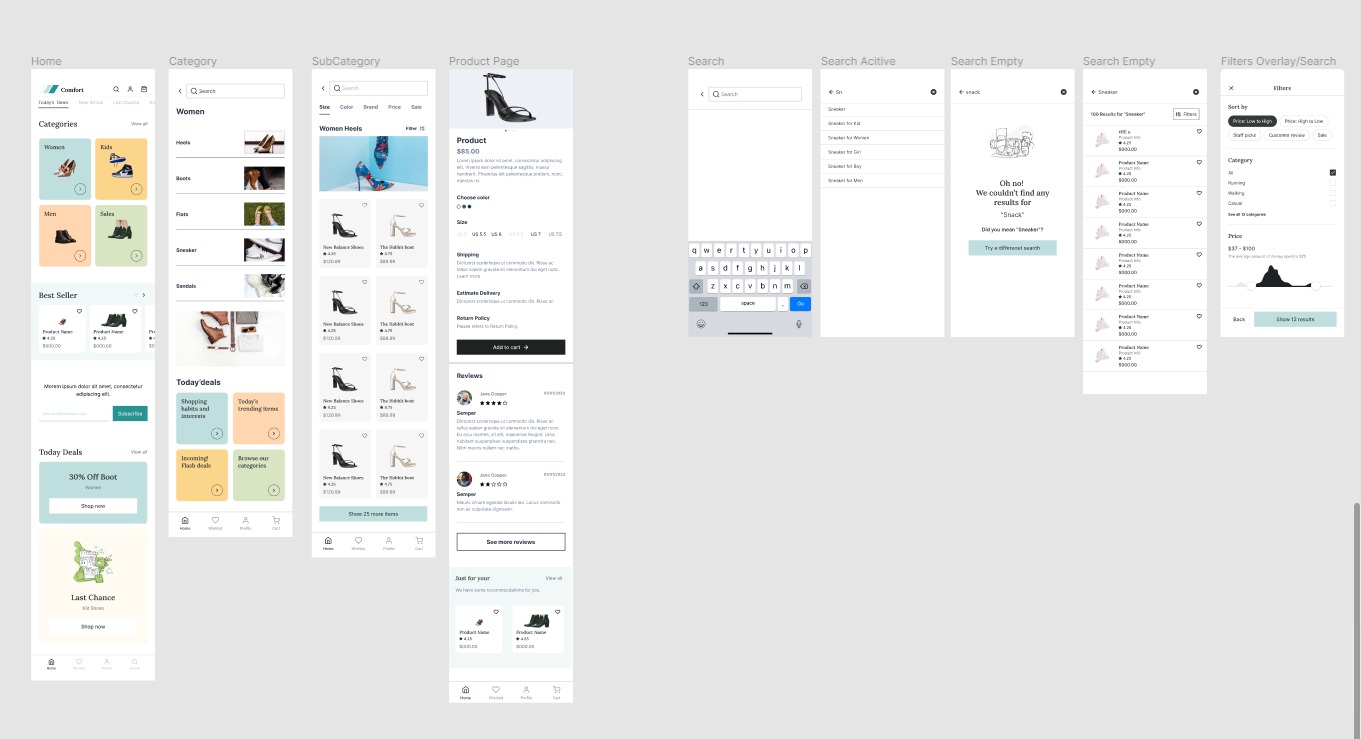 Home
Comfort
Today's Deals New Arrival Last Chance
Categories View all
Women Kids
Men Sales
Best Seller
Product Name Product Name
4.25 4.25
$000.00 $000.00
Morem lorem dolor sit amet, consectetur
adipiscing elit.
Subscribe
Today Deals View all
30% Off Boot
Women
Shop now
Last Chance
Kid Shoes
Shop now
Home Wishlist Profile
Category
Search
Women
Heels
Boots
Flats
Sneaker
Sandals
Today'deals
Shopping
habits and
interests
Today's
trending items
Incoming!
Flash deals
Browse our
categories
Home Wishlist Profile Cart
SubCategory
Search
Size Color Brand Price Sale
Women Heels Filter
New Balance Shoes The Hobbit boot
4.25 4.75
$120.99 $89.99
New Balance Shoes The Hobbit boot
4.25 4.75
$120.99 $89.99
New Balance Shoes The Hobbit boot
4.25 4.75
$120.99 $89.99
New Balance Shoes The Hobbit boot
4.25 4.75
$120.99 $89.99
Show 25 more items
Home Wishlist Profile Cart
Product Page
Product
$85.00
Choose color
Size
US 5.5 US 6 US 7 US 7.5
Shipping
Learn more
Estimate Delivery
Return Policy
Please refers to Return Policy.
Add to cart
Reviews
Jane Cooper
Semper
Jane Cooper
Semper
See more reviews
Just for your View all
We have some recommendations for you.
Product Name Product Name
4.25 4.25
$000.00 $000.00
Home Wishlist Profile Cart
Search
Search
q w e r t y u i o p
a s d f g h j k l
z x c v b n m
123 space . Go
Search Acitive
Sn
Sneaker
Sneaker for Kid
Sneaker for Women
Sneaker for Girl
Sneaker for Boy
Sneaker for Men
Search Empty
snack
Oh no!
We couldn't find any
results for
"Snack"
Did you mean "Sneaker"?
Try a differenet search
Search Empty
Sneaker
100 Results for "Sneaker" Filters
Product Info
4.25
$000.00
Product Name
Product Info
4.25
$000.00
Product Name
Product Info
4.25
$000.00
Product Name
Product Info
4.25
$000.00
Product Name
Product Info
4.25
$000.00
Product Name
Product Info
4.25
$000.00
Product Name
Product Info
4.25
$000.00
Product Name
Product Info
4.25
$000.00
Filters Overlay/Search
Filters
Sort by
Price: Low to High Price: High to Low
Staff picks Customer review Sale
Category
All
Running
Walking
Casual
See all 12 categories
Price
$37 - $100
The average amount of money spend is $75
Back Show 12 results